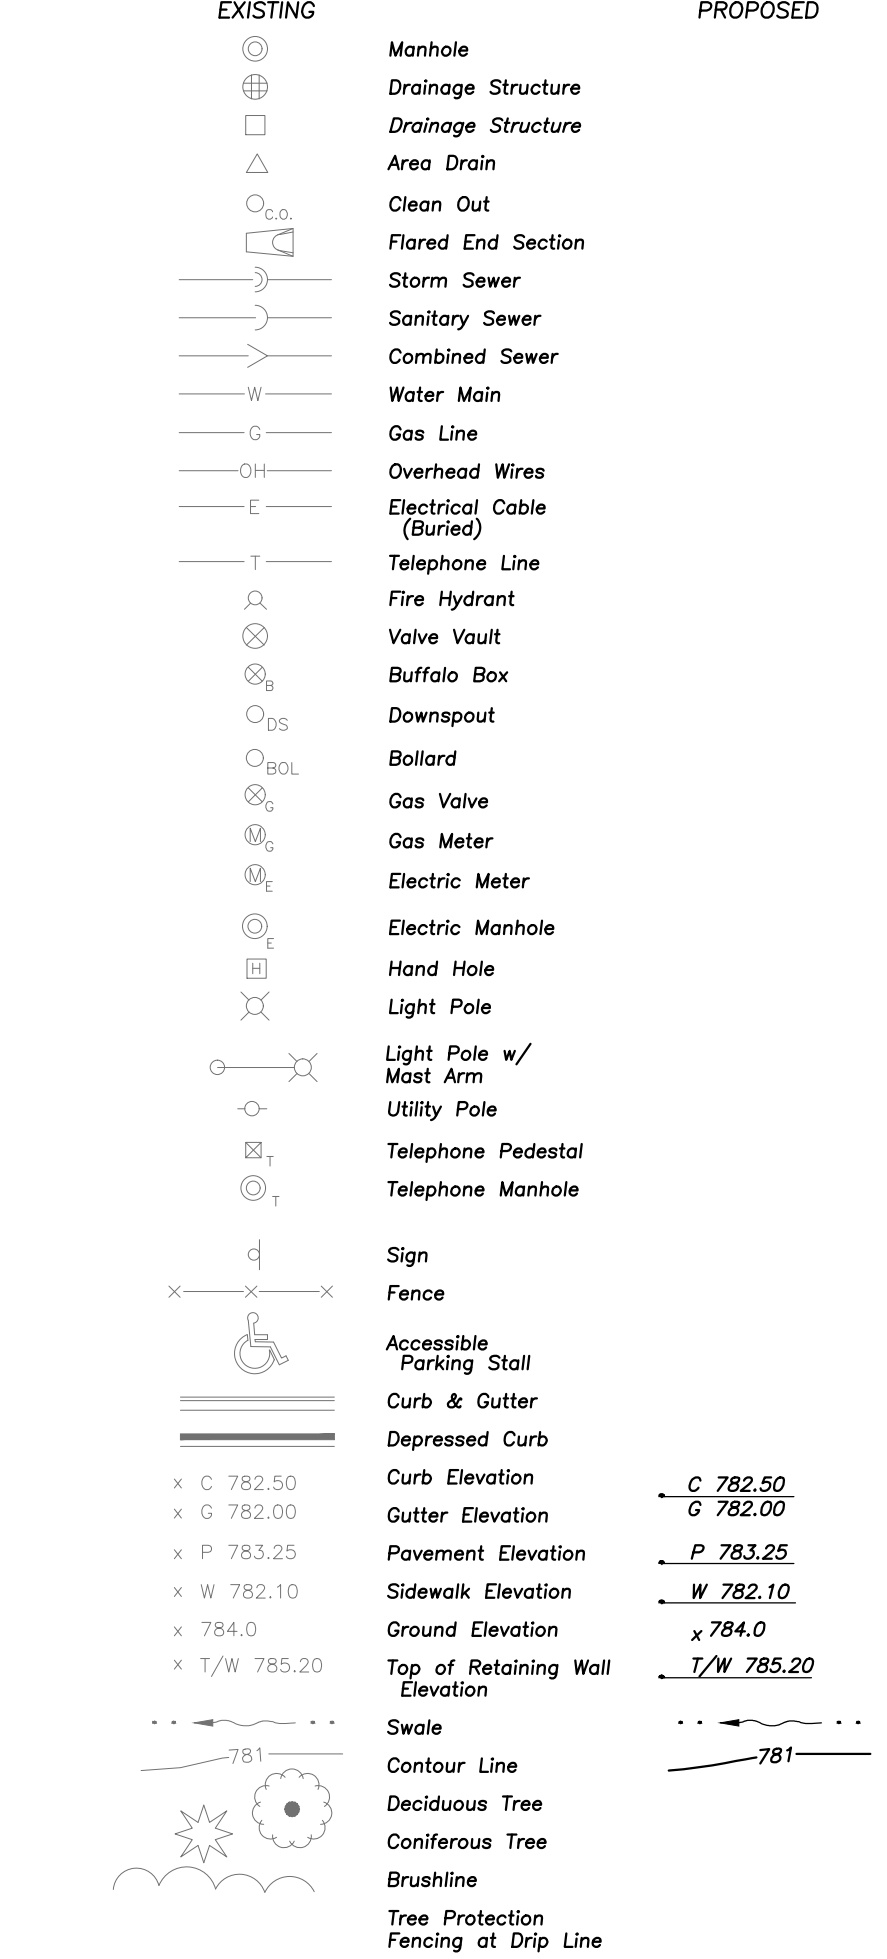 EXISTING PROPOSED
Manhole
Drainage Structure
Drainage Structure
Area Drain
C.O. Clean Out
Flared End Section
Storm Sewer
Sanitary Sewer
Combined Sewer
W Water Main
G Gas Line
OH Overhead Wires
E Electrical Cable
(Buried)
T Telephone Line
Fire Hydrant
Valve Vault
B Buffalo Box
DS Downspout
BOL Bollard
G Gas Valve
M G Gas Meter
M E Electric Meter
E Electric Manhole
H Hand Hole
Light Pole
Light Pole w/
Mast Arm
Utility Pole
T Telephone Pedestal
T Telephone Manhole
Sign
Fence
Accessible
Parking Stall
Curb & Gutter
Depressed Curb
x C 782.50 Curb Elevation C 782.50
x G 782.00 Gutter Elevation G 782.00
x P 783.25 Pavement Elevation P 783.25
x W 782.10 Sidewalk Elevation W 782.10
x 784.0 Ground Elevation x 784.0
x T/W 785.20 Top of Retaining Wall T/W 785.20
Elevation
Swale
781 Contour Line 781
Deciduous Tree
Coniferous Tree
Brushline
Tree Protection
Fencing at Drip Line